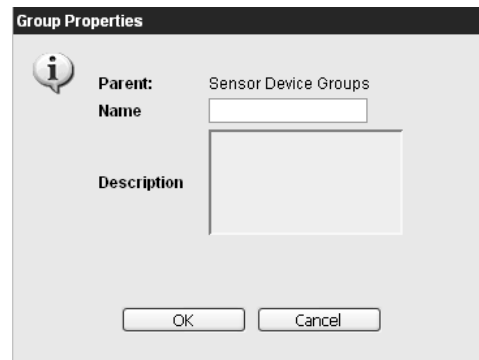 Group Properties
Parent: Sensor Device Groups
Name
Description
OK Cancel